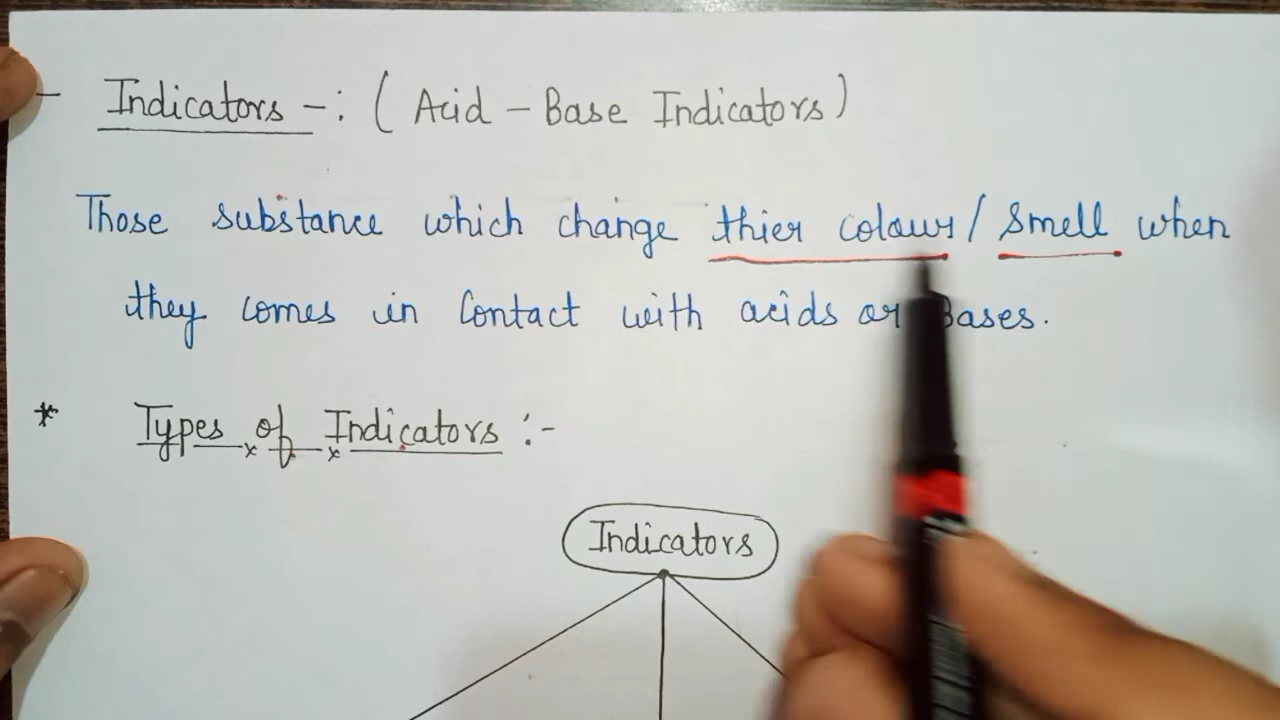 - Indicators -: ( Acid - Base Indicators)
Those substance which change thier colour/ Smell when
they comes in Contact with acids or Bases.
* Types of Indicators :-
Indicators